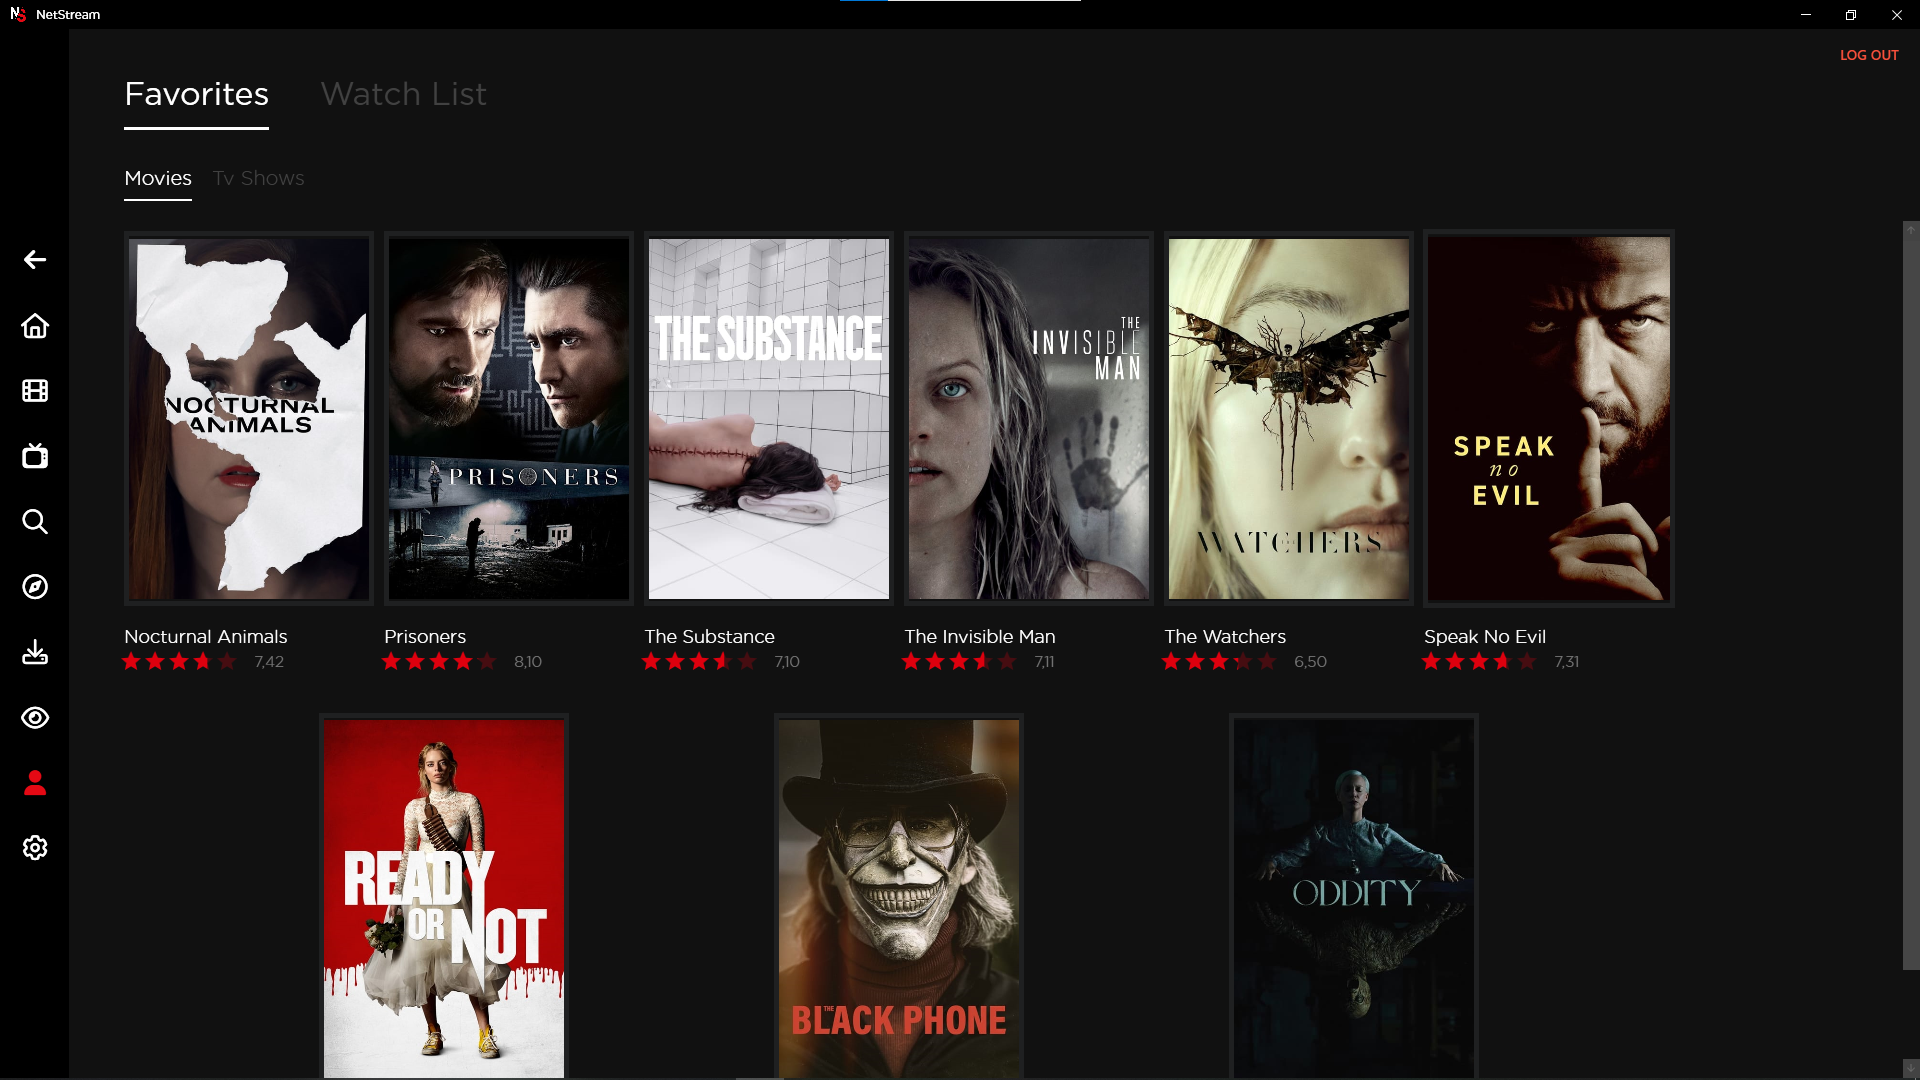 NS NetStream
LOG OUT
Favorites
Watch List
Movies
Tv Shows
NOCTURNAL
ANIMALS
PRISONERS
THE SUBSTANCE
THE
INVISIBLE
MAN
WATCHERS
SPEAK
no
EVIL
Nocturnal Animals
7,42
Prisoners
8,10
The Substance
7,10
The Invisible Man
7,11
The Watchers
6,50
Speak No Evil
7,31
READY
OR NOT
THE
BLACK PHONE
ODDITY